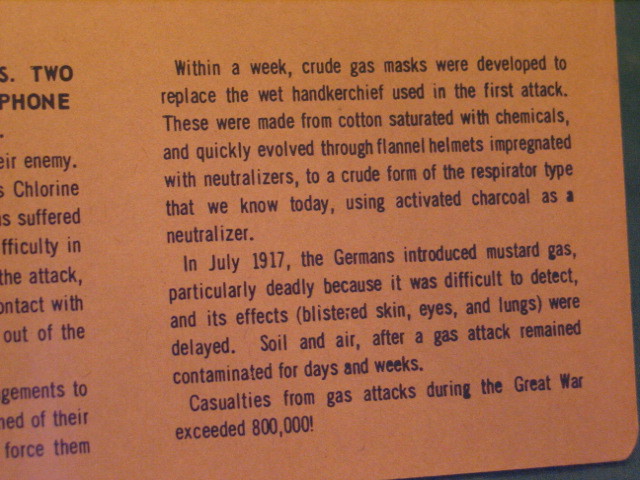 S. TWO
PHONE
.
eir enemy.
s Chlorine
as suffered
fficulty in
the attack,
ontact with
out of the
gements to
ned of their
force them
Within a week, crude gas masks were developed to
replace the wet handkerchief used in the first attack.
These were made from cotton saturated with chemicals,
and quickly evolved through flannel helmets impregnated
with neutralizers, to a crude form of the respirator type
that we know today, using activated charcoal as a
neutralizer.
In July 1917, the Germans introduced mustard gas,
particularly deadly because it was difficult to detect,
and its effects (blistered skin, eyes, and lungs) were
delayed. Soil and air, after a gas attack remained
contaminated for days and weeks.
Casualties from gas attacks during the Great War
exceeded 800,000!